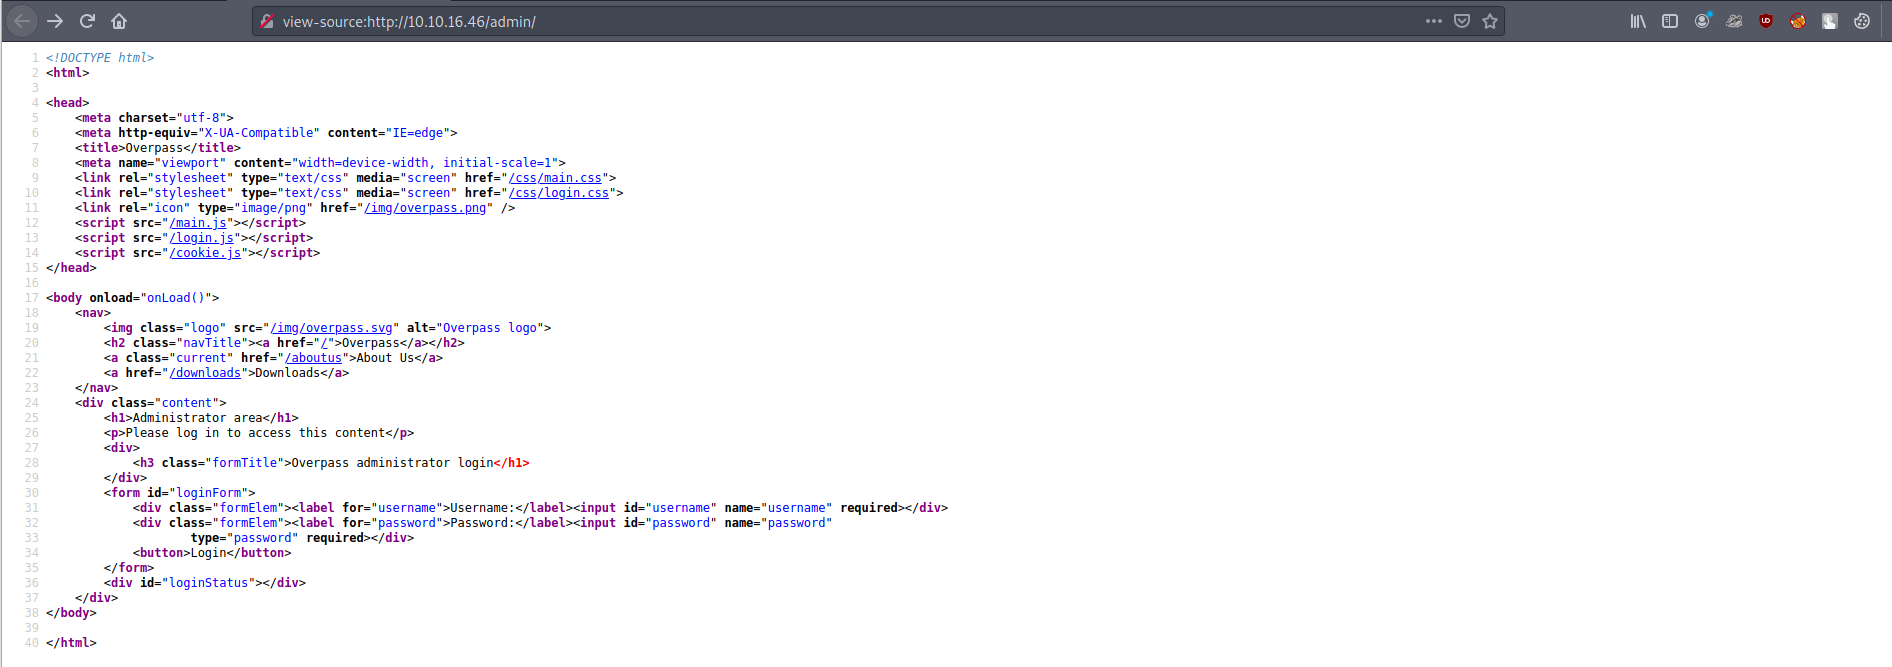 view-source:http://10.10.16.46/admin/
1 <!DOCTYPE html>
2 <html>
3
4 <head>
5     <meta charset="utf-8">
6     <meta http-equiv="X-UA-Compatible" content="IE=edge">
7     <title>Overpass</title>
8     <meta name="viewport" content="width=device-width, initial-scale=1">
9     <link rel="stylesheet" type="text/css" media="screen" href="/css/main.css">
10     <link rel="stylesheet" type="text/css" media="screen" href="/css/login.css">
11     <link rel="icon" type="image/png" href="/img/overpass.png" />
12     <script src="/main.js"></script>
13     <script src="/login.js"></script>
14     <script src="/cookie.js"></script>
15 </head>
16
17 <body onload="onLoad()">
18     <nav>
19         <img class="logo" src="/img/overpass.svg" alt="Overpass logo">
20         <h2 class="navTitle"><a href="/">Overpass</a></h2>
21         <a class="current" href="/aboutus">About Us</a>
22         <a href="/downloads">Downloads</a>
23     </nav>
24     <div class="content">
25         <h1>Administrator area</h1>
26         <p>Please log in to access this content</p>
27         <div>
28             <h3 class="formTitle">Overpass administrator login</h1>
29         </div>
30         <form id="loginForm">
31             <div class="formElem"><label for="username">Username:</label><input id="username" name="username" required></div>
32             <div class="formElem"><label for="password">Password:</label><input id="password" name="password"
33                     type="password" required></div>
34             <button>Login</button>
35         </form>
36         <div id="loginStatus"></div>
37     </div>
38 </body>
39
40 </html>